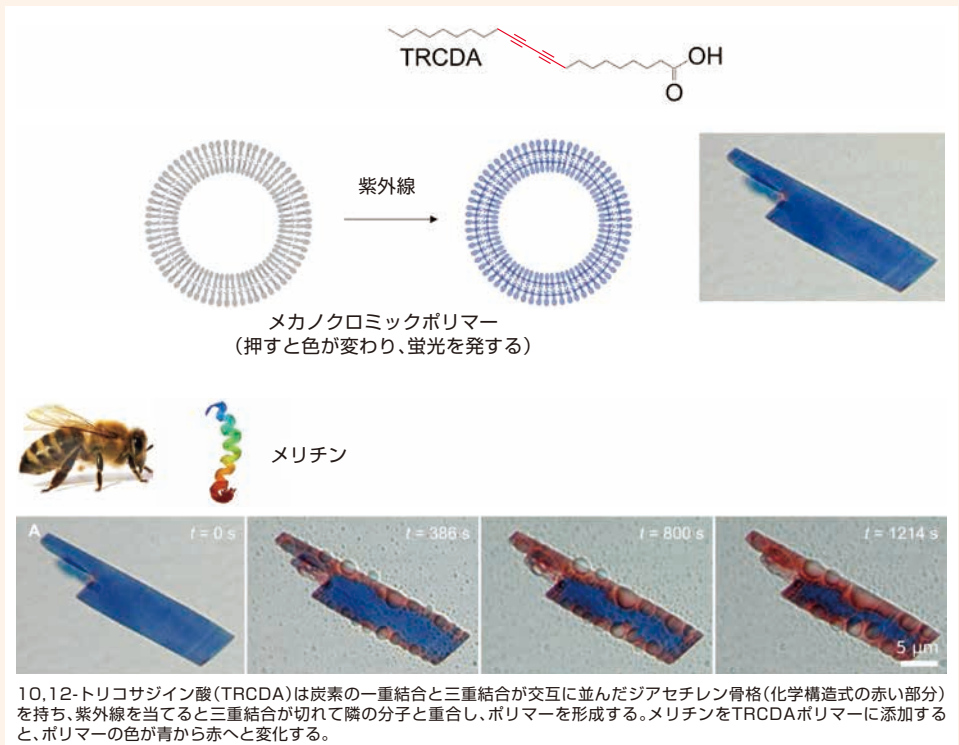 TRCDA
OH
O
紫外線
メカノクロミックポリマー
（押すと色が変わり、蛍光を発する）
メリチン
A
t = 0 s
t = 386 s
t = 800 s
t = 1214 s
5 μm
10,12-トリコサジイン酸（TRCDA）は炭素の一重結合と三重結合が交互に並んだジアセチレン骨格（化学構造式の赤い部分）
を持ち、紫外線を当てると三重結合が切れて隣の分子と重合し、ポリマーを形成する。メリチンをTRCDAポリマーに添加する
と、ポリマーの色が青から赤へと変化する。